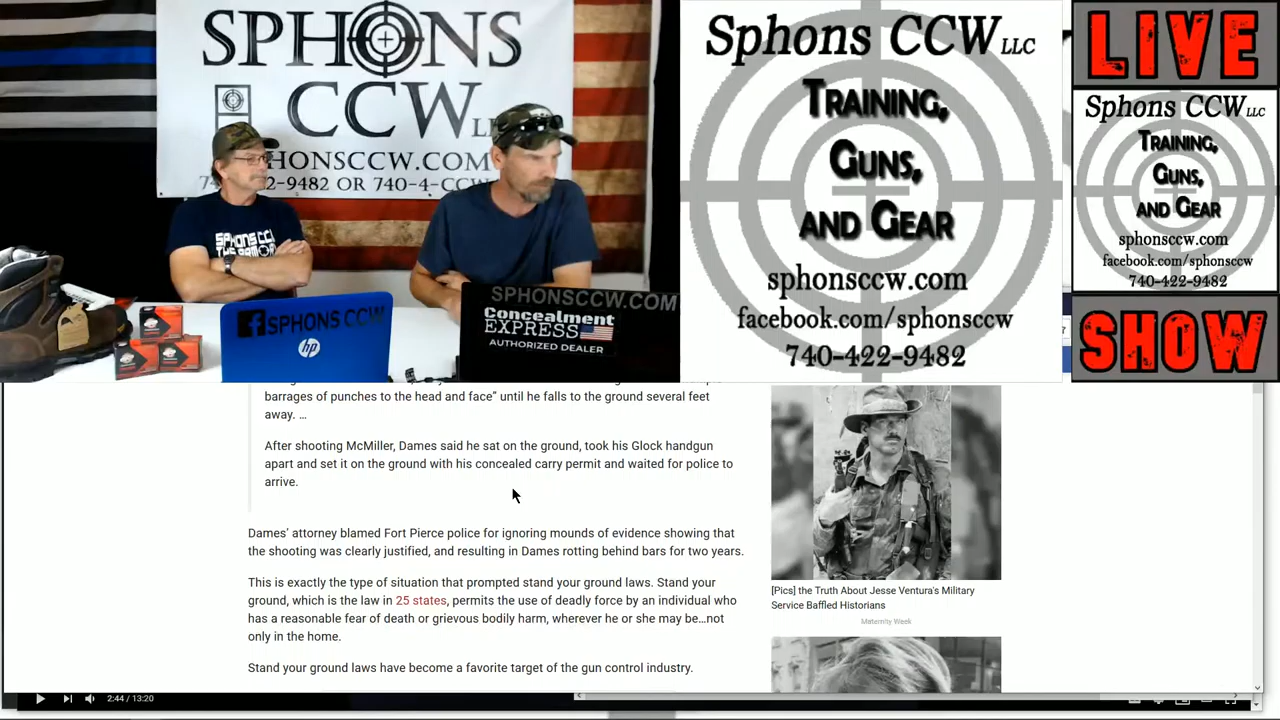 SPHONS
CCW
HONSCCW.COM
2-9482 OR 740-4-CCW
SPHONS CCW
SPHONS CCW
hp
SPHONSCCW.COM
Concealment
EXPRESS
AUTHORIZED DEALER
Sphons CCW LLC
Training,
Guns,
and Gear
sphonsccw.com
facebook.com/sphonsccw
740-422-9482
LIVE
Sphons CCW LLC
Training,
Guns,
and Gear
sphonsccw.com
facebook.com/sphonsccw
740-422-9482
SHOW
barrages of punches to the head and face” until he falls to the ground several feet
away. …
After shooting McMiller, Dames said he sat on the ground, took his Glock handgun
apart and set it on the ground with his concealed carry permit and waited for police to
arrive.
Dames’ attorney blamed Fort Pierce police for ignoring mounds of evidence showing that
the shooting was clearly justified, and resulting in Dames rotting behind bars for two years.
This is exactly the type of situation that prompted stand your ground laws. Stand your
ground, which is the law in 25 states, permits the use of deadly force by an individual who
has a reasonable fear of death or grievous bodily harm, wherever he or she may be…not
only in the home.
Stand your ground laws have become a favorite target of the gun control industry.
[Pics] the Truth About Jesse Ventura's Military
Service Baffled Historians
Maternity Week
2:44 / 13:20